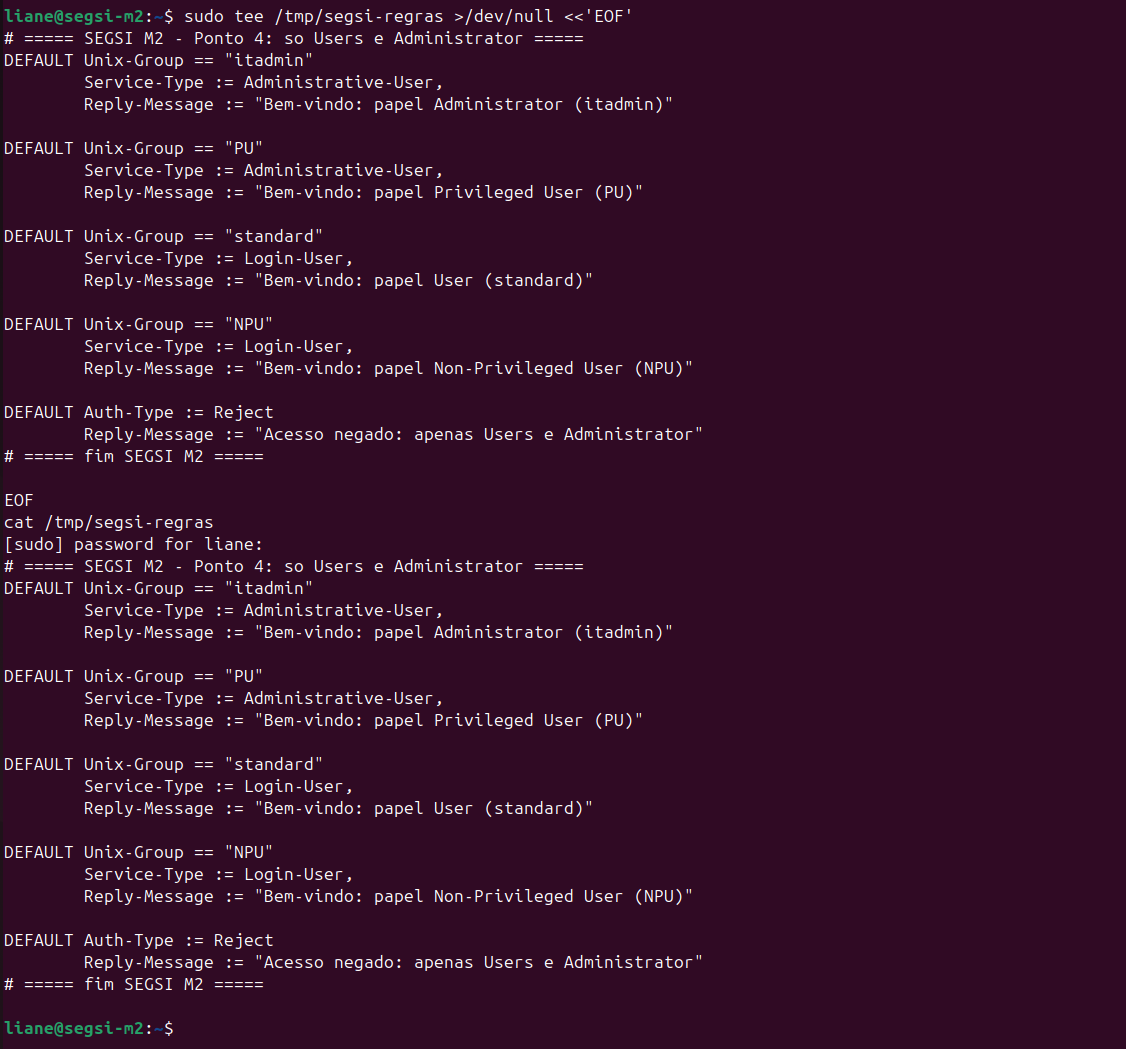 liane@segsi-m2:~$ sudo tee /tmp/segsi-regras >/dev/null <<'EOF'
# ===== SEGSI M2 - Ponto 4: so Users e Administrator =====
DEFAULT Unix-Group == "itadmin"
        Service-Type := Administrative-User,
        Reply-Message := "Bem-vindo: papel Administrator (itadmin)"

DEFAULT Unix-Group == "PU"
        Service-Type := Administrative-User,
        Reply-Message := "Bem-vindo: papel Privileged User (PU)"

DEFAULT Unix-Group == "standard"
        Service-Type := Login-User,
        Reply-Message := "Bem-vindo: papel User (standard)"

DEFAULT Unix-Group == "NPU"
        Service-Type := Login-User,
        Reply-Message := "Bem-vindo: papel Non-Privileged User (NPU)"

DEFAULT Auth-Type := Reject
        Reply-Message := "Acesso negado: apenas Users e Administrator"
# ===== fim SEGSI M2 =====

EOF
cat /tmp/segsi-regras
[sudo] password for liane:
# ===== SEGSI M2 - Ponto 4: so Users e Administrator =====
DEFAULT Unix-Group == "itadmin"
        Service-Type := Administrative-User,
        Reply-Message := "Bem-vindo: papel Administrator (itadmin)"

DEFAULT Unix-Group == "PU"
        Service-Type := Administrative-User,
        Reply-Message := "Bem-vindo: papel Privileged User (PU)"

DEFAULT Unix-Group == "standard"
        Service-Type := Login-User,
        Reply-Message := "Bem-vindo: papel User (standard)"

DEFAULT Unix-Group == "NPU"
        Service-Type := Login-User,
        Reply-Message := "Bem-vindo: papel Non-Privileged User (NPU)"

DEFAULT Auth-Type := Reject
        Reply-Message := "Acesso negado: apenas Users e Administrator"
# ===== fim SEGSI M2 =====

liane@segsi-m2:~$